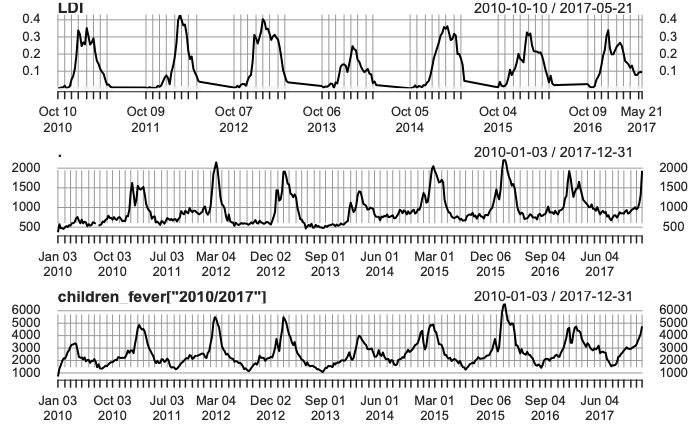 LDI 2010-10-10 / 2017-05-21
0.4 0.4
0.3 0.3
0.2 0.2
0.1 0.1
Oct 10 Oct 09 Oct 07 Oct 06 Oct 05 Oct 04 Oct 09 May 21
2010 2011 2012 2013 2014 2015 2016 2017
. 2010-01-03 / 2017-12-31
2000 2000
1500 1500
1000 1000
500 500
Jan 03 Oct 03 Jul 03 Mar 04 Dec 02 Sep 01 Jun 01 Mar 01 Dec 06 Sep 04 Jun 04
2010 2010 2011 2012 2012 2013 2014 2015 2015 2016 2017
children_fever["2010/2017"] 2010-01-03 / 2017-12-31
6000 6000
5000 5000
4000 4000
3000 3000
2000 2000
1000 1000
Jan 03 Oct 03 Jul 03 Mar 04 Dec 02 Sep 01 Jun 01 Mar 01 Dec 06 Sep 04 Jun 04
2010 2010 2011 2012 2012 2013 2014 2015 2015 2016 2017